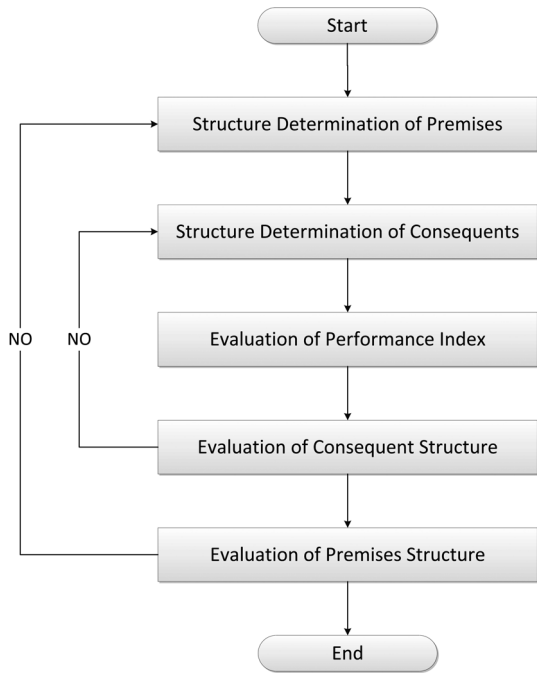 Start
Structure Determination of Premises
Structure Determination of Consequents
Evaluation of Performance Index
NO
NO
Evaluation of Consequent Structure
Evaluation of Premises Structure
End